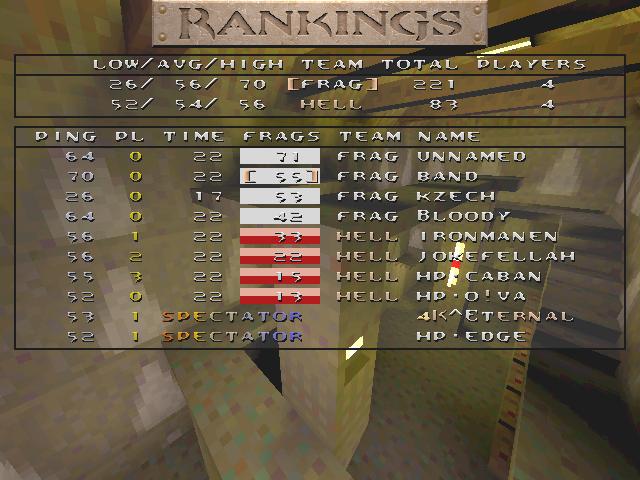 RANKINGS
LOW/AVG/HIGH TEAM TOTAL PLAYERS
26/ 56/ 70 [FRAG] 221 4
52/ 54/ 56 HELL 83 4
PING PL TIME FRAGS TEAM NAME
64 0 22 71 FRAG UNNAMED
70 0 22 [ 55] FRAG BAND
26 0 17 53 FRAG KZECH
64 0 22 42 FRAG BLOODY
56 1 22 33 HELL IRONMANEN
56 2 22 22 HELL JOKEFELLAH
55 3 22 15 HELL HP·CABAN
52 0 22 13 HELL HP·O!VA
53 1 SPECTATOR 4K^ETERNAL
52 1 SPECTATOR HP·EDGE